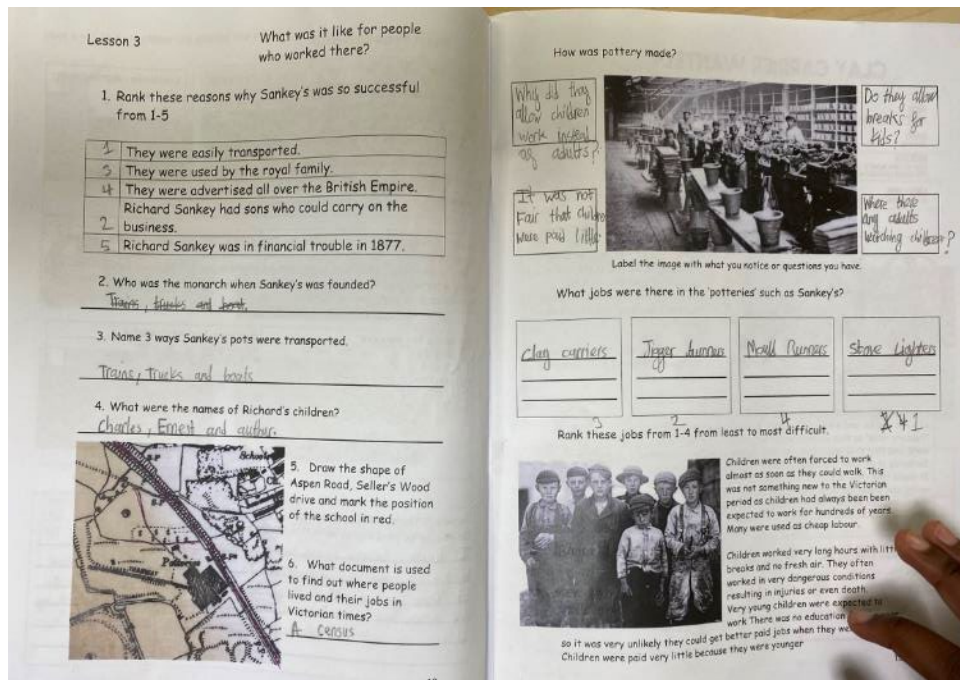 Lesson 3
What was it like for people
who worked there?
1. Rank these reasons why Sankey's was so successful
from 1-5
1 They were easily transported.
3 They were used by the royal family.
4 They were advertised all over the British Empire.
Richard Sankey had sons who could carry on the
2 business.
5 Richard Sankey was in financial trouble in 1877.
2. Who was the monarch when Sankey's was founded?
Trains, trucks and boat.
3. Name 3 ways Sankey's pots were transported.
Trains, Trucks and boats
4. What were the names of Richard's children?
Charles, Ernest and author.
School
Potteries
5. Draw the shape of
Aspen Road, Seller's Wood
drive and mark the position
of the school in red.
6. What document is used
to find out where people
lived and their jobs in
Victorian times?
A census
How was pottery made?
Why did they
allow children
work insead
of adults?
It was not
Fair that children
were paid little.
Do they allow
breaks for
kids?
Where there
any adults
watching children?
Label the image with what you notice or questions you have.
What jobs were there in the 'potteries' such as Sankey's?
Clay carriers
Jigger turners
Mould Runners
Stove Lighters
3 2 4 1
Rank these jobs from 1-4 from least to most difficult.
Children were often forced to work
almost as soon as they could walk. This
was not something new to the Victorian
period as children had always been been
expected to work for hundreds of years.
Many were used as cheap labour.
Children worked very long hours with
breaks and no fresh air. They often
worked in very dangerous conditions
resulting in injuries or even death.
Very young children were expected to
work There was no education
so it was very unlikely they could get better paid jobs when they
Children were paid very little because they were younger